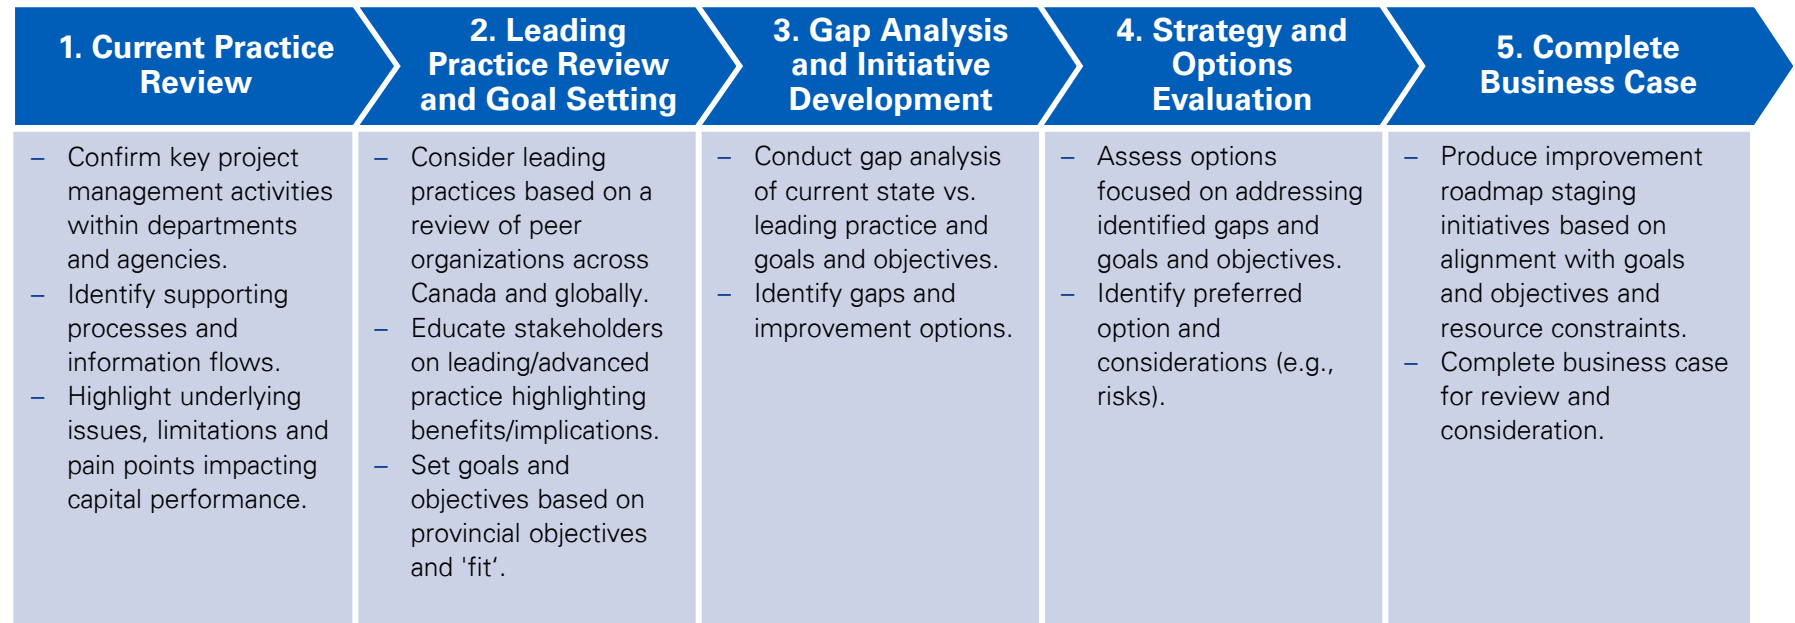 1. Current Practice
Review
– Confirm key project
management activities
within departments
and agencies.
– Identify supporting
processes and
information flows.
– Highlight underlying
issues, limitations and
pain points impacting
capital performance.
2. Leading
Practice Review
and Goal Setting
– Consider leading
practices based on a
review of peer
organizations across
Canada and globally.
– Educate stakeholders
on leading/advanced
practice highlighting
benefits/implications.
– Set goals and
objectives based on
provincial objectives
and 'fit‘.
3. Gap Analysis
and Initiative
Development
– Conduct gap analysis
of current state vs.
leading practice and
goals and objectives.
– Identify gaps and
improvement options.
4. Strategy and
Options
Evaluation
– Assess options
focused on addressing
identified gaps and
goals and objectives.
– Identify preferred
option and
considerations (e.g.,
risks).
5. Complete
Business Case
– Produce improvement
roadmap staging
initiatives based on
alignment with goals
and objectives and
resource constraints.
– Complete business case
for review and
consideration.